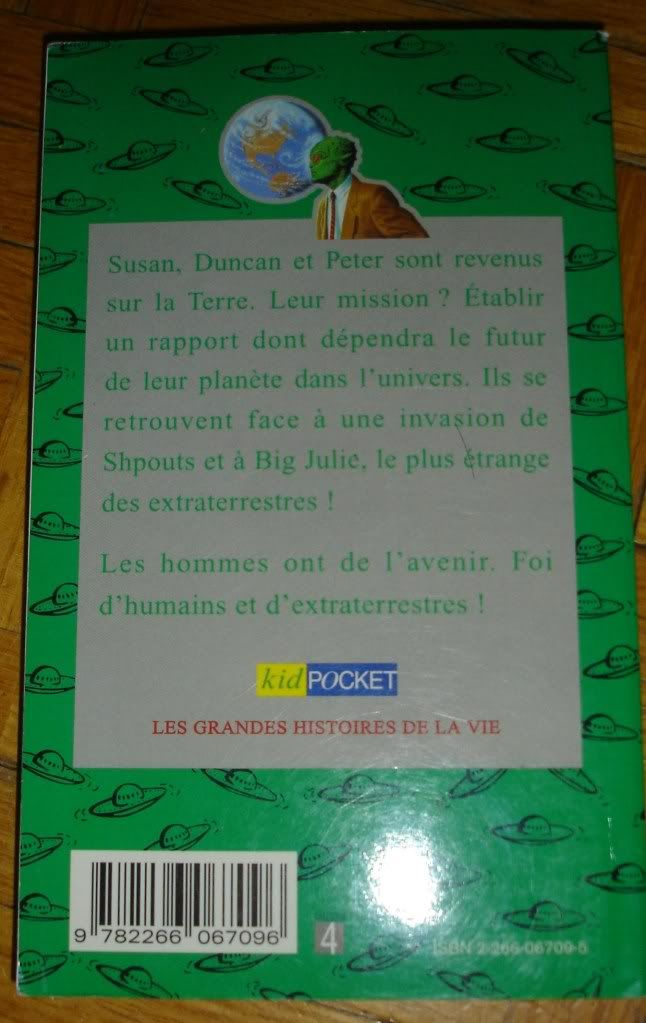 Susan, Duncan et Peter sont revenus
sur la Terre. Leur mission ? Établir
un rapport dont dépendra le futur
de leur planète dans l'univers. Ils se
retrouvent face à une invasion de
Shpouts et à Big Julie, le plus étrange
des extraterrestres !
Les hommes ont de l'avenir. Foi
d'humains et d'extraterrestres !
kid POCKET
LES GRANDES HISTOIRES DE LA VIE
9 782266 067096
4
ISBN 2-266-06709-5